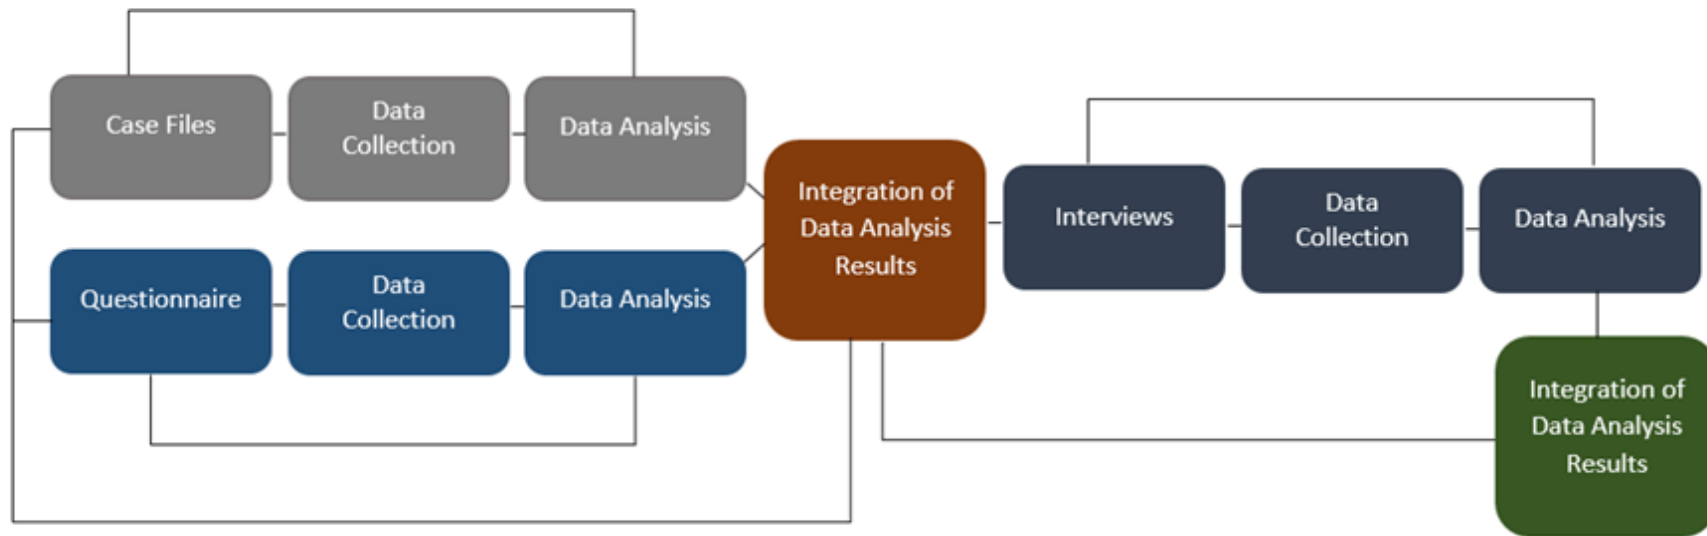 Case Files
Data
Collection
Data Analysis
Questionnaire
Data
Collection
Data Analysis
Integration of
Data Analysis
Results
Interviews
Data
Collection
Data Analysis
Integration of
Data Analysis
Results